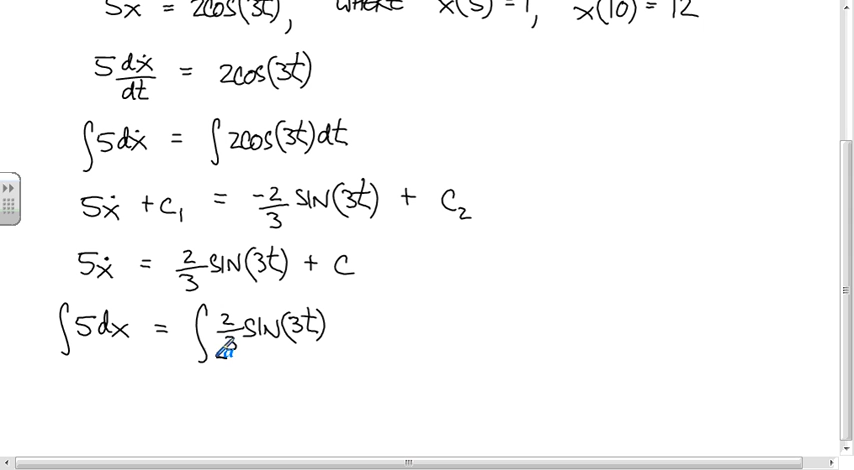 5ẍ = 2cos(3t), WHERE x(5) = 1, x(10) = 12
5 dẋ/dt = 2cos(3t)
∫5dẋ = ∫2cos(3t)dt
5ẋ + C₁ = -2/3 SIN(3t) + C₂
5ẋ = 2/3 SIN(3t) + C
∫5dx = ∫2/3 SIN(3t)